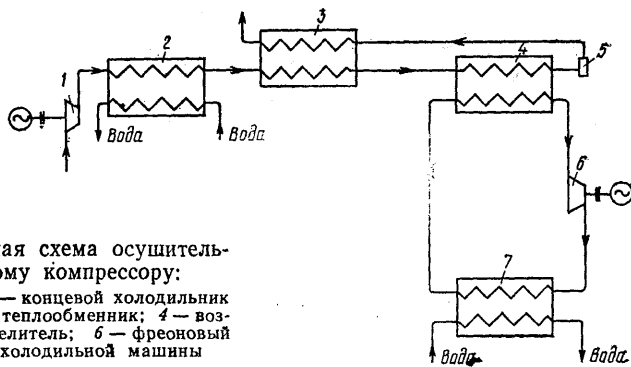 1
2
3
4
5
6
7
Вода
Вода
ая схема осушитель-
ому компрессору:
— концевой холодильник
теплообменник; 4 — воз-
елитель; 6 — фреоновый
холодильной машины
Вода
Вода